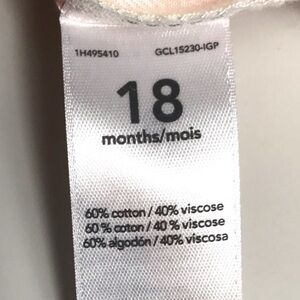 1H495410 GCL15230-IGP
18
months/mois
60% cotton / 40% viscose
60 % coton / 40 % viscose
60% algodón / 40% viscosa